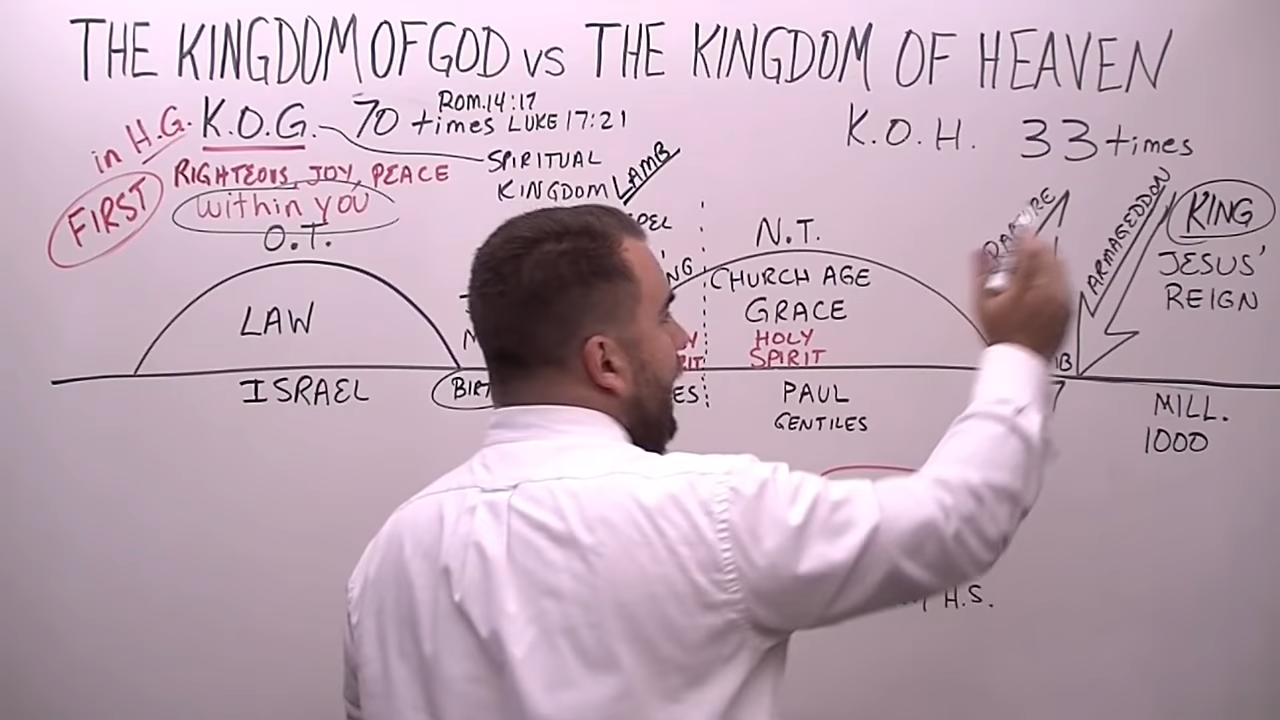 THE KINGDOM OF GOD vs THE KINGDOM OF HEAVEN
in H.G. K.O.G. 70 times ROM.14:17
LUKE 17:21
K.O.H. 33 times
FIRST
RIGHTEOUS, JOY, PEACE
within you
SPIRITUAL
KINGDOM
LAMB
O.T.
LAW
ISRAEL
N.T.
CHURCH AGE
GRACE
HOLY
SPIRIT
PAUL
GENTILES
ARMAGEDDON
KING
JESUS'
REIGN
MILL.
1000
H.S.